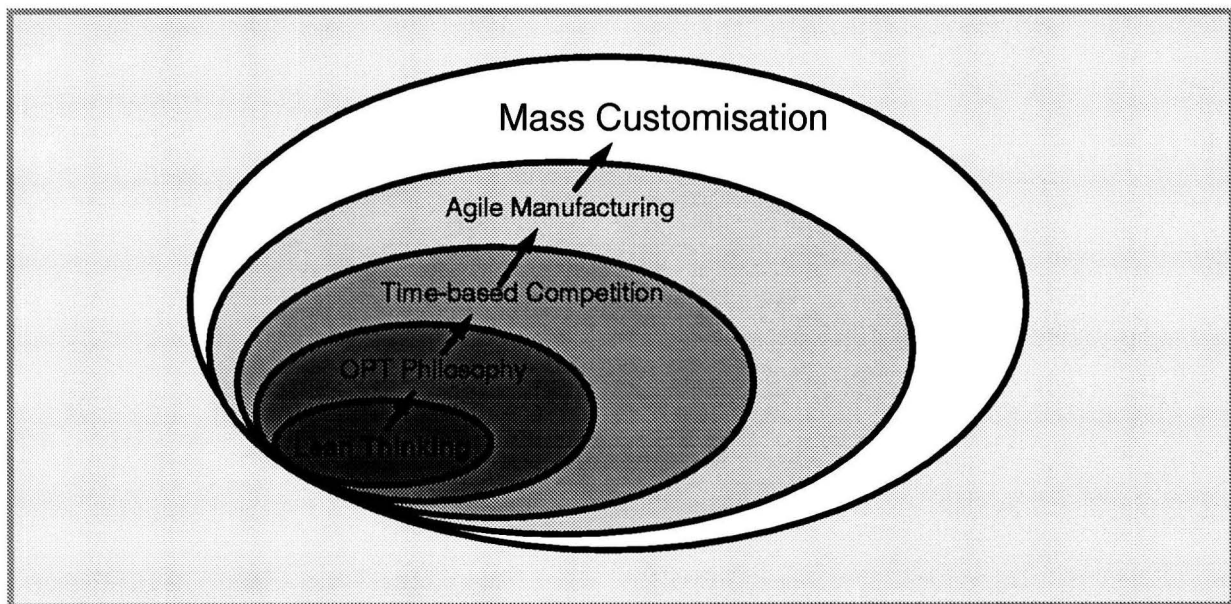 Mass Customisation
Agile Manufacturing
Time-based Competition
OPT Philosophy
Lean Thinking